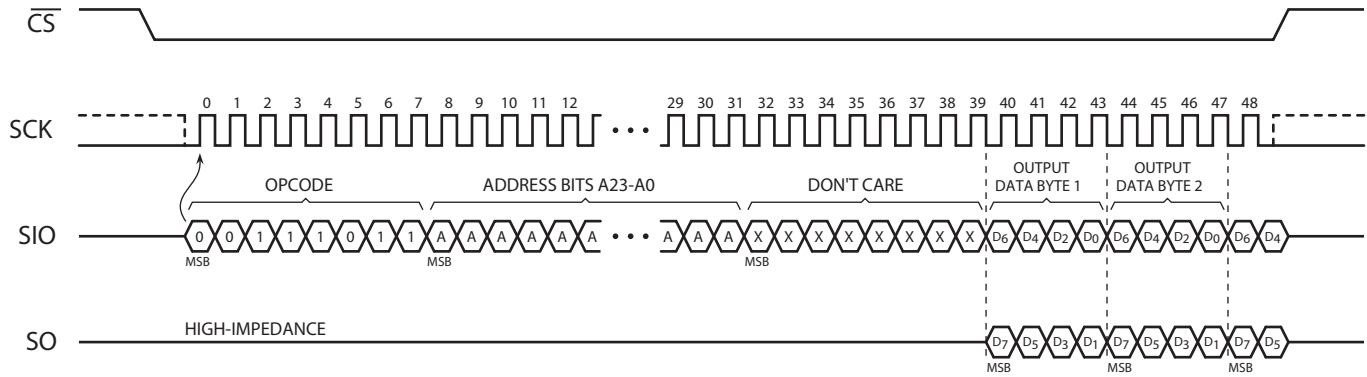 CS
0 1 2 3 4 5 6 7 8 9 10 11 12 29 30 31 32 33 34 35 36 37 38 39 40 41 42 43 44 45 46 47 48
SCK
OPCODE ADDRESS BITS A23-A0 DON'T CARE OUTPUT DATA BYTE 1 OUTPUT DATA BYTE 2
SIO 0 0 1 1 1 0 1 1 A A A A A A A A A X X X X X X X X D6 D4 D2 D0 D6 D4 D2 D0 D6 D4
MSB MSB MSB
HIGH-IMPEDANCE
SO D7 D5 D3 D1 D7 D5 D3 D1 D7 D5
MSB MSB MSB